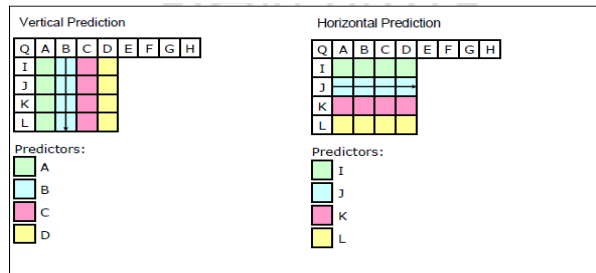 Vertical Prediction
Q A B C D E F G H
I
J
K
L
Predictors:
A
B
C
D
Horizontal Prediction
Q A B C D E F G H
I
J
K
L
Predictors:
I
J
K
L